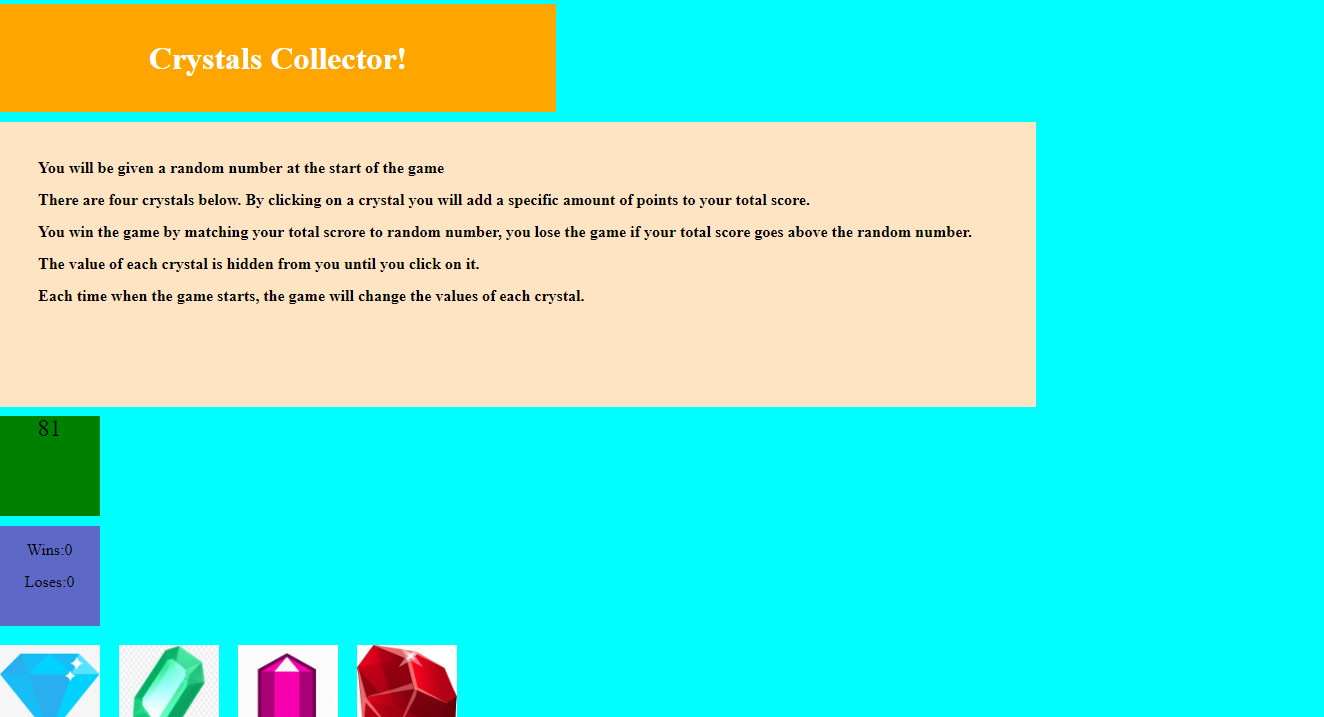 Crystals Collector!
You will be given a random number at the start of the game
There are four crystals below. By clicking on a crystal you will add a specific amount of points to your total score.
You win the game by matching your total scrore to random number, you lose the game if your total score goes above the random number.
The value of each crystal is hidden from you until you click on it.
Each time when the game starts, the game will change the values of each crystal.
81
Wins:0
Loses:0